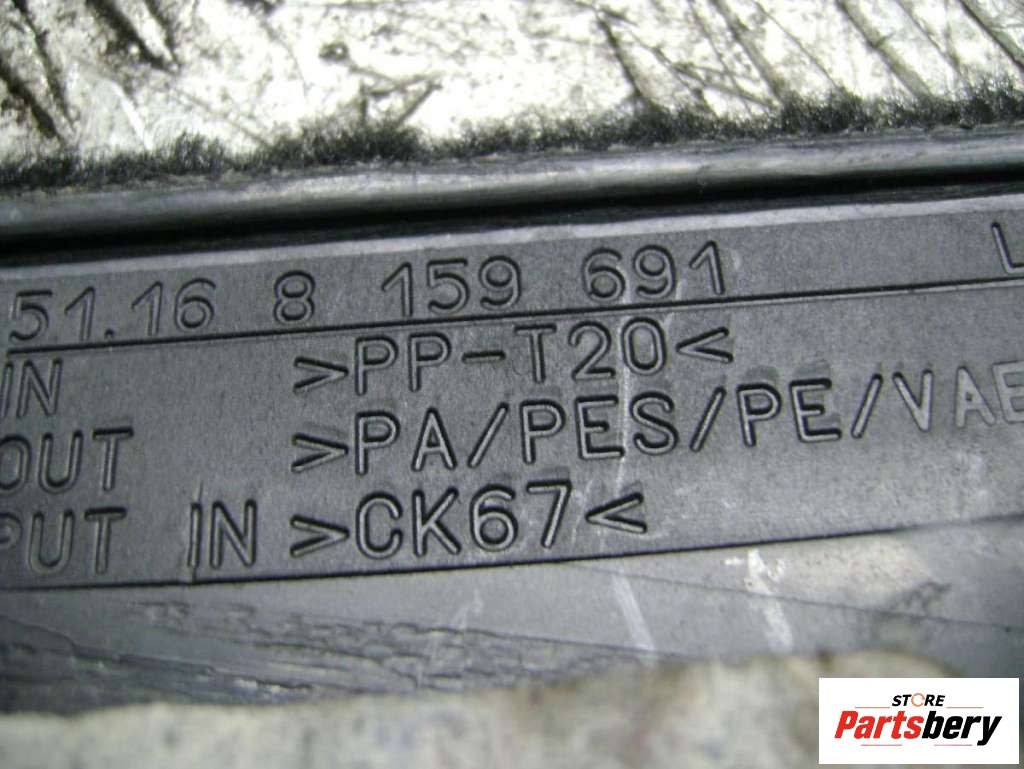 51.16 8 159 691 L
IN >PP-T20<
OUT >PA/PES/PE/VAE
PUT IN >CK67<
STORE
Partsbery